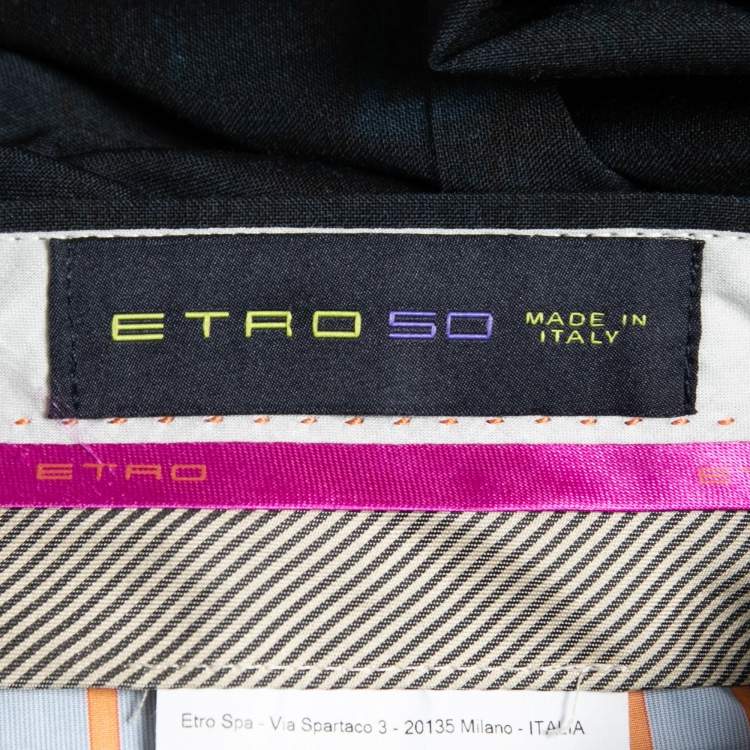 ETRO 50 MADE IN
ITALY
ETRO
Etro Spa - Via Spartaco 3 - 20135 Milano - ITALIA